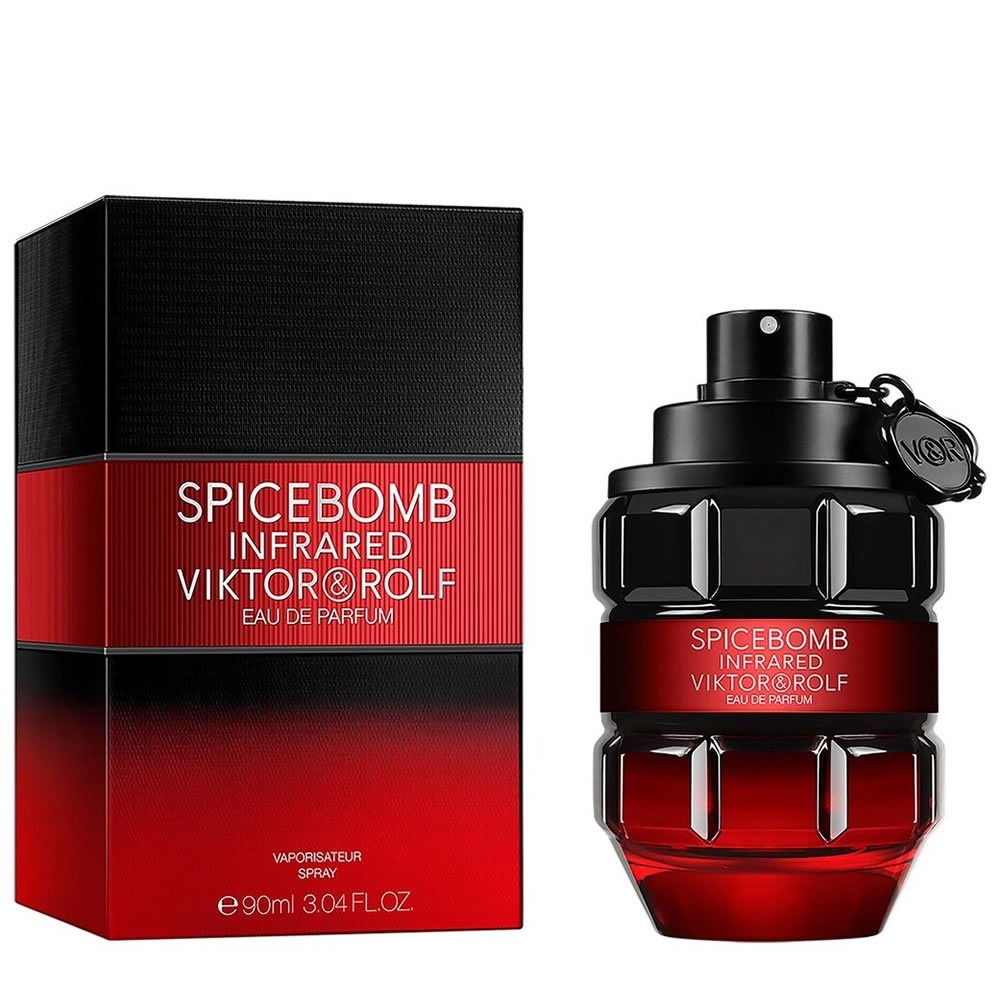 SPICEBOMB
INFRARED
VIKTOR&ROLF
EAU DE PARFUM
VAPORISATEUR
SPRAY
℮90ml 3.04 FL.OZ.
V&R
SPICEBOMB
INFRARED
VIKTOR&ROLF
EAU DE PARFUM